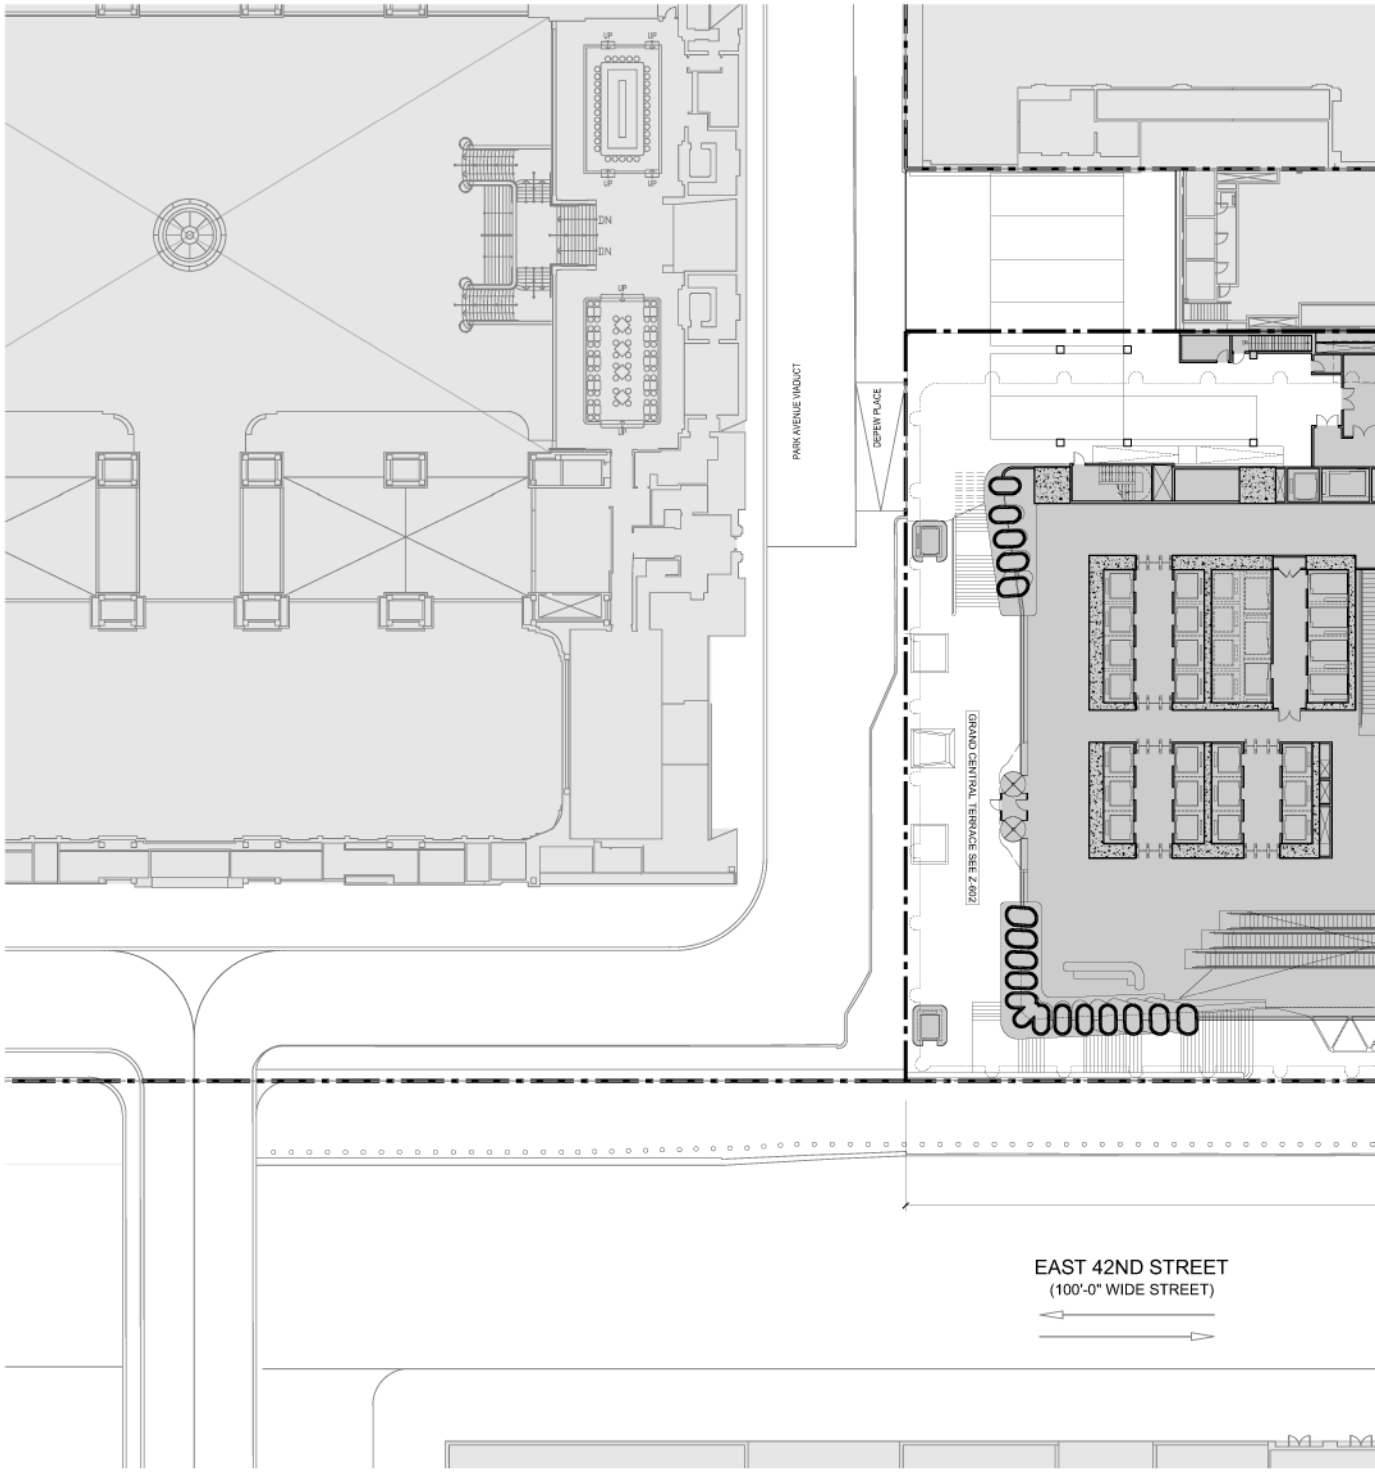 UP
UP
UP
UP
DN
DN
UP
UP
PARK AVENUE VIADUCT
DEPEW PLACE
GRAND CENTRAL TERRACE SEE Z-602
EAST 42ND STREET
(100'-0" WIDE STREET)